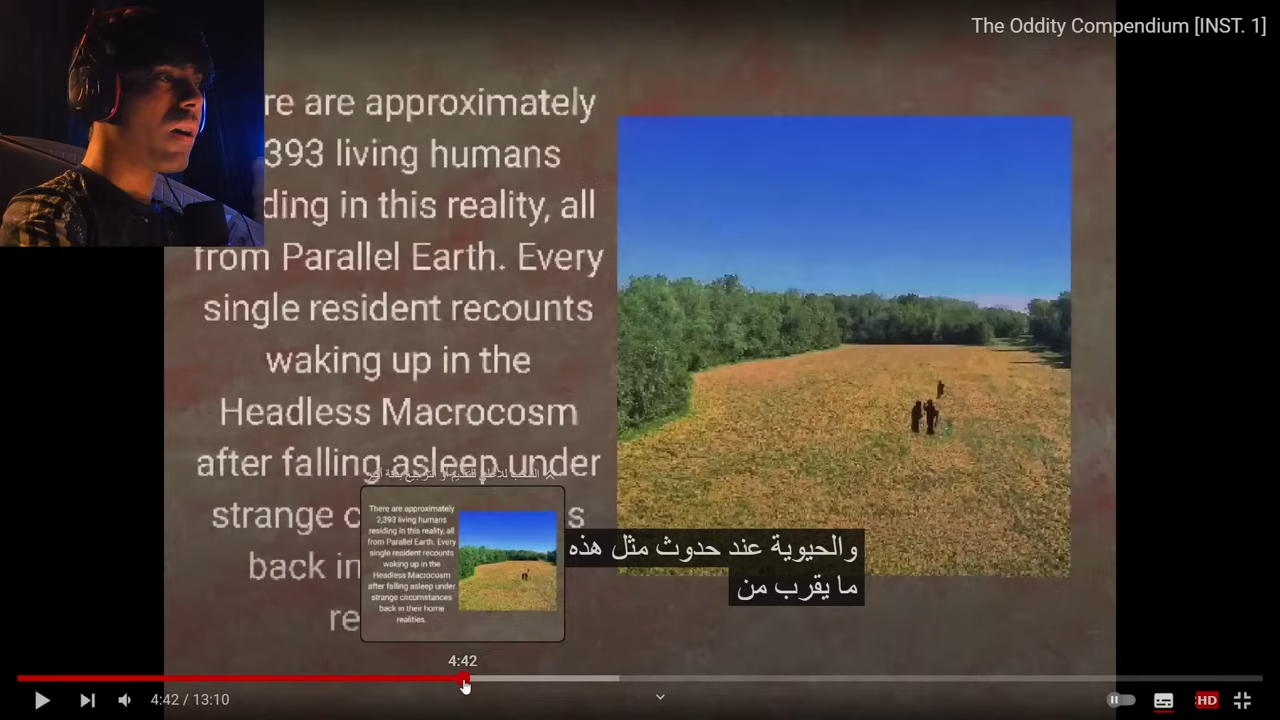 The Oddity Compendium [INST. 1]
re are approximately
393 living humans
ding in this reality, all
from Parallel Earth. Every
single resident recounts
waking up in the
Headless Macrocosm
after falling asleep under
strange c s
back in
re
There are approximately
2,393 living humans
residing in this reality, all
from Parallel Earth. Every
single resident recounts
waking up in the
Headless Macrocosm
after falling asleep under
strange circumstances
back in their home
realities.
والحيوية عند حدوث مثل هذه
ما يقرب من
4:42
4:42 / 13:10
HD